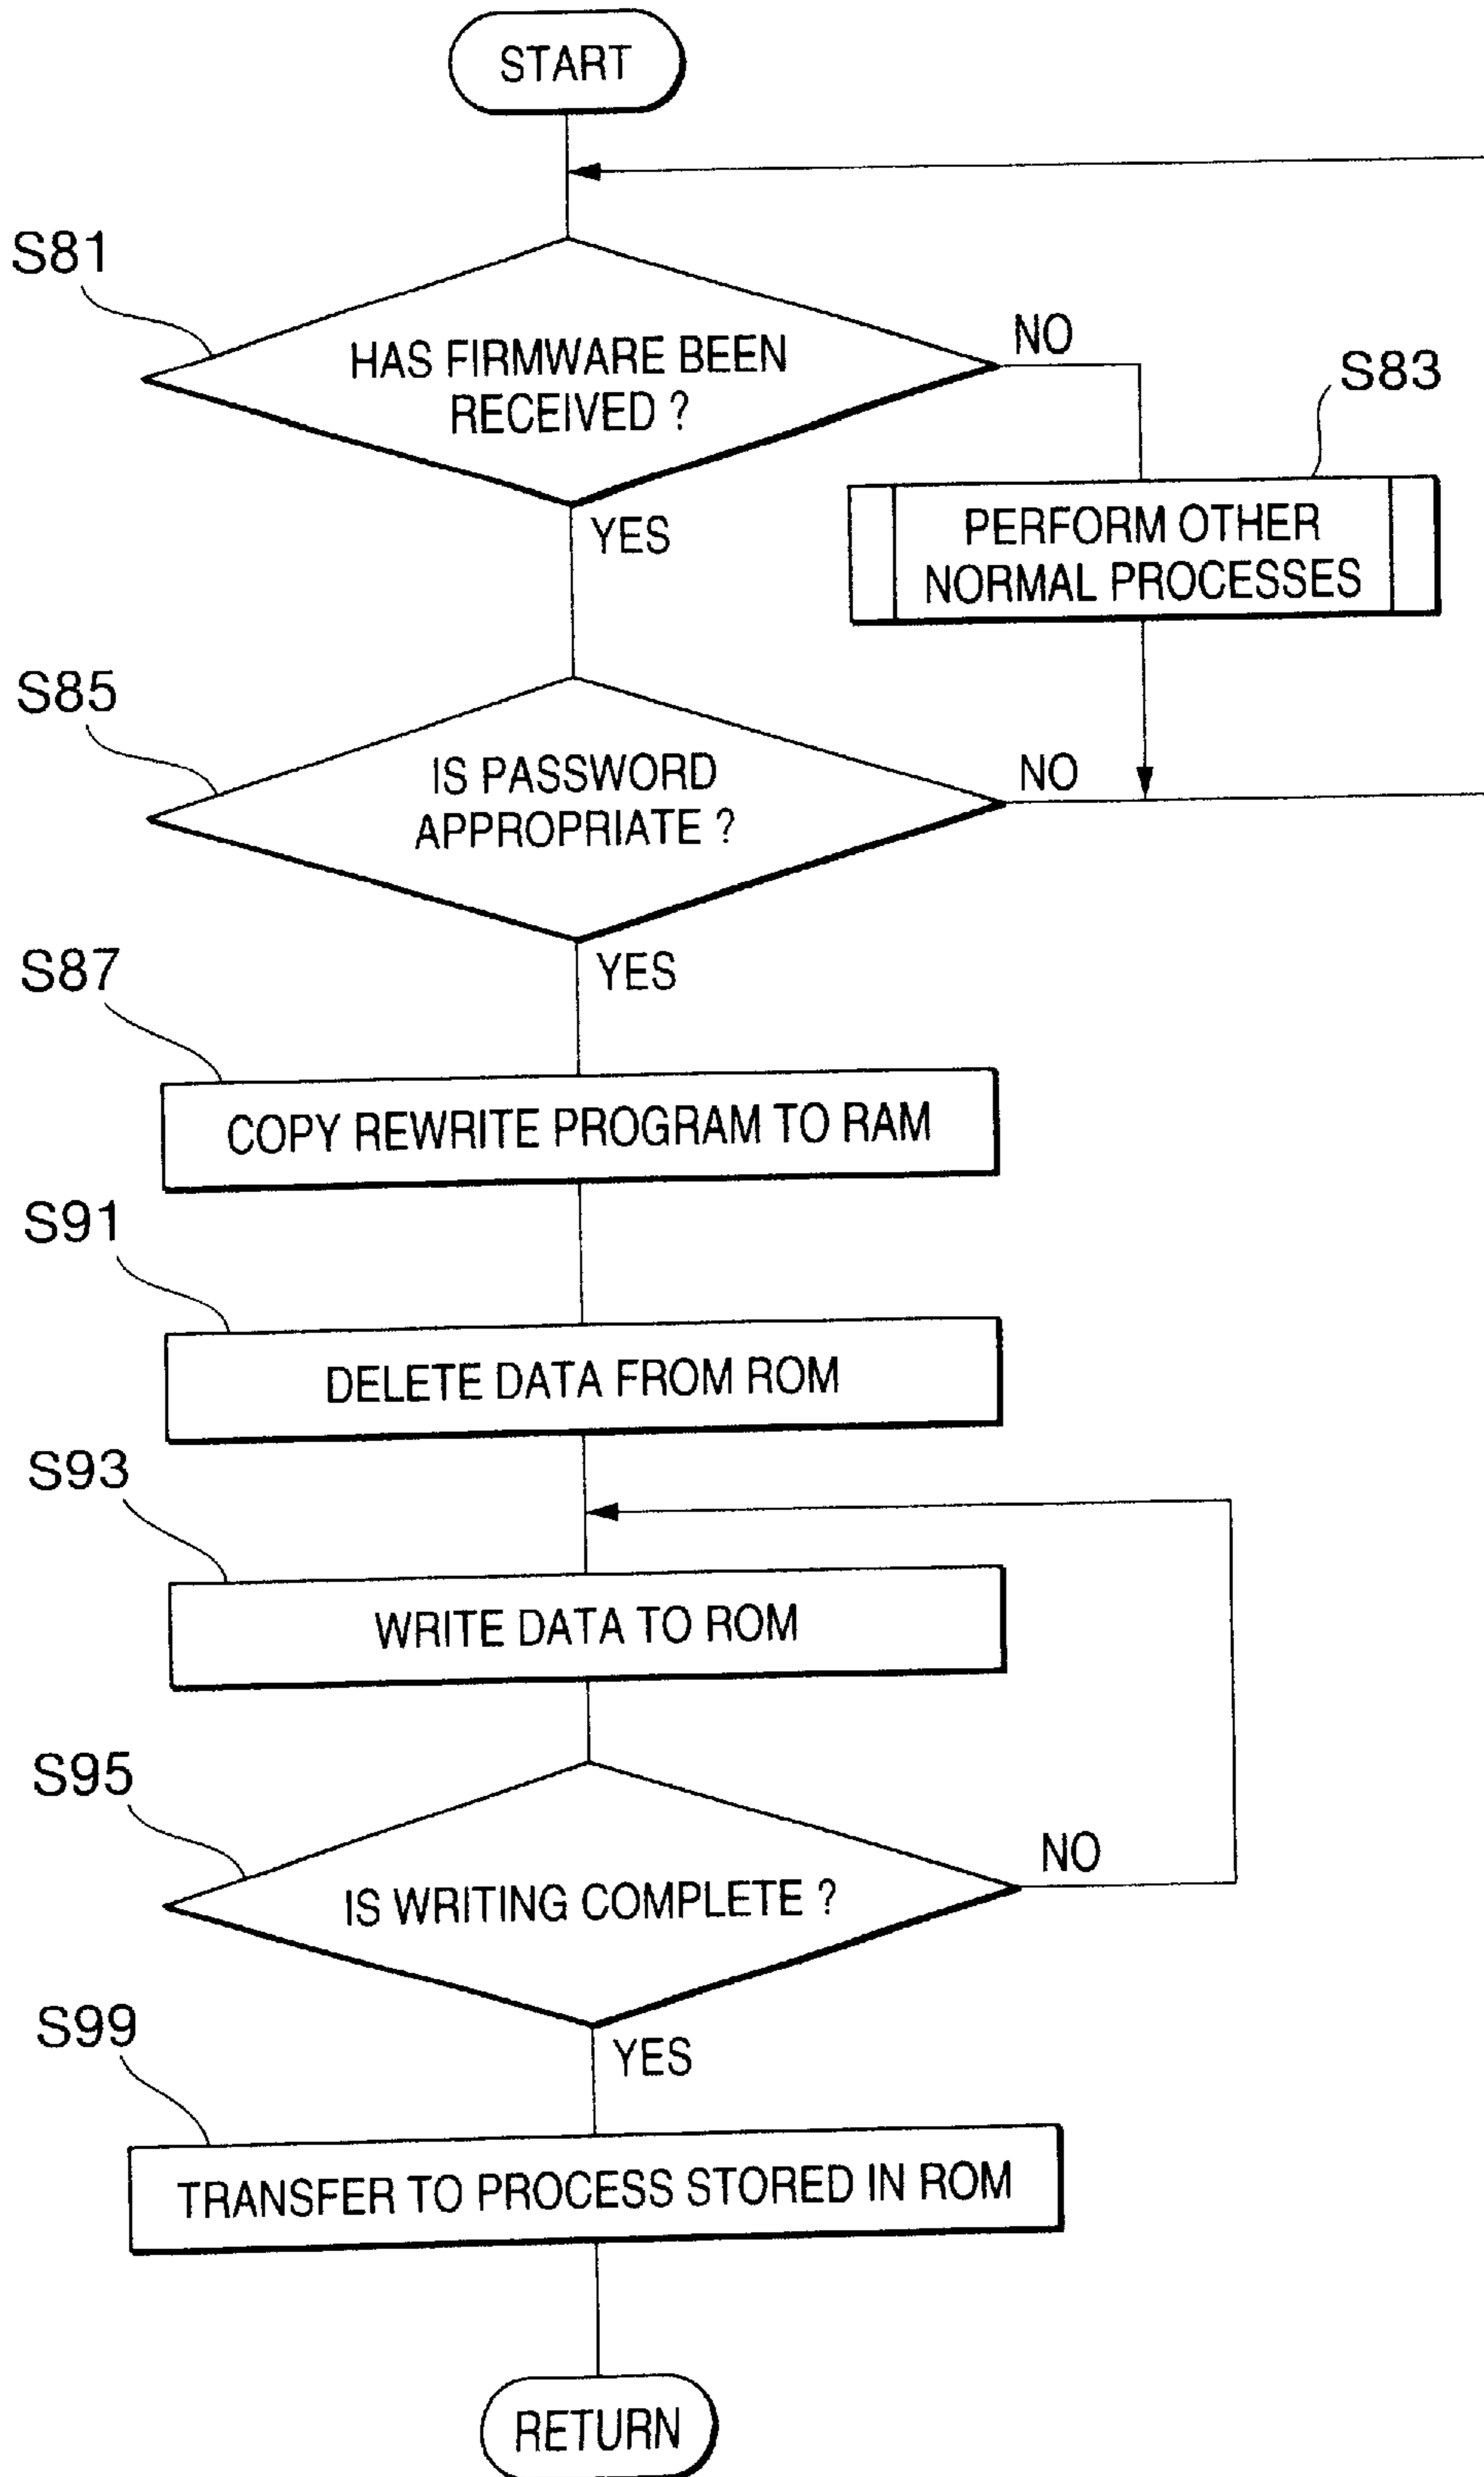 START
S81
HAS FIRMWARE BEEN
RECEIVED ?
NO
S83
PERFORM OTHER
NORMAL PROCESSES
YES
S85
IS PASSWORD
APPROPRIATE ?
NO
YES
S87
COPY REWRITE PROGRAM TO RAM
S91
DELETE DATA FROM ROM
S93
WRITE DATA TO ROM
S95
IS WRITING COMPLETE ?
NO
YES
S99
TRANSFER TO PROCESS STORED IN ROM
RETURN